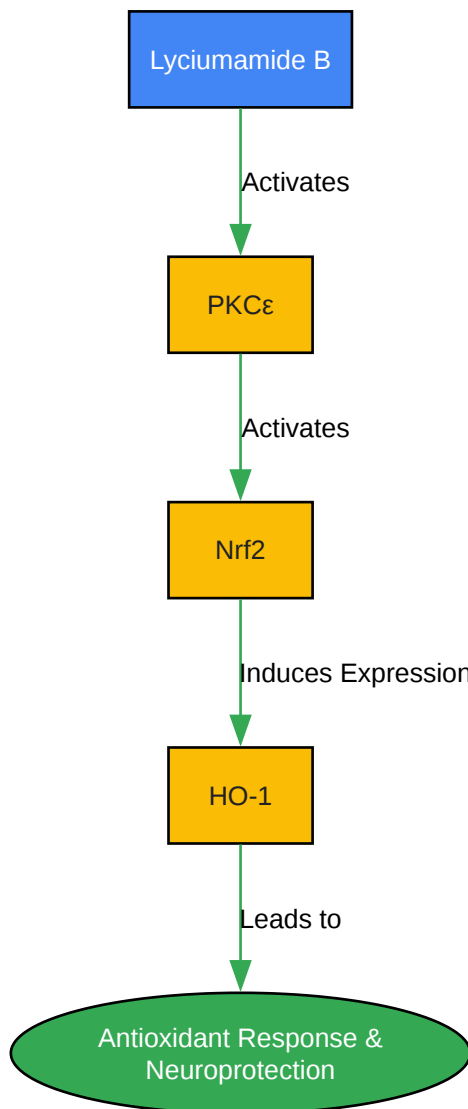 Lyciumamide B
Activates
PKCε
Activates
Nrf2
Induces Expression
HO-1
Leads to
Antioxidant Response &
Neuroprotection